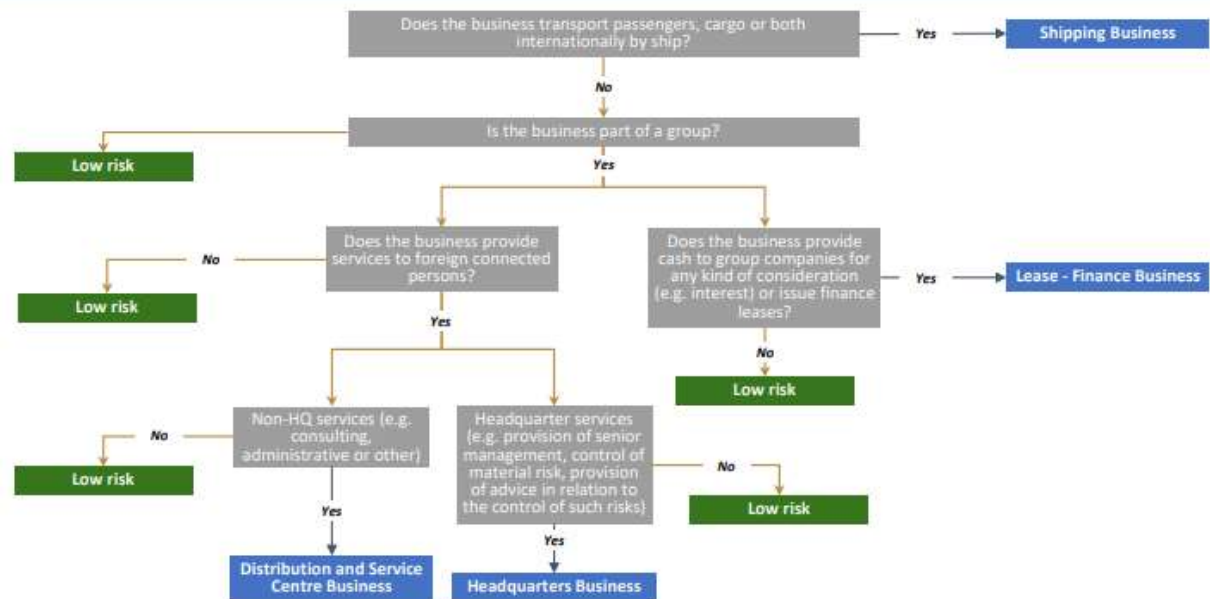 Does the business transport passengers, cargo or both
internationally by ship?
Yes
Shipping Business
No
Is the business part of a group?
Low risk
Yes
Does the business provide
services to foreign connected
persons?
No
Low risk
Does the business provide
cash to group companies for
any kind of consideration
(e.g. interest) or issue finance
leases?
Yes
Lease - Finance Business
Yes
No
Low risk
Non-HQ services (e.g.
consulting,
administrative or other)
No
Low risk
Headquarter services
(e.g. provision of senior
management, control of
material risk, provision
of advice in relation to
the control of such risks)
No
Low risk
Yes
Distribution and Service
Centre Business
Yes
Headquarters Business